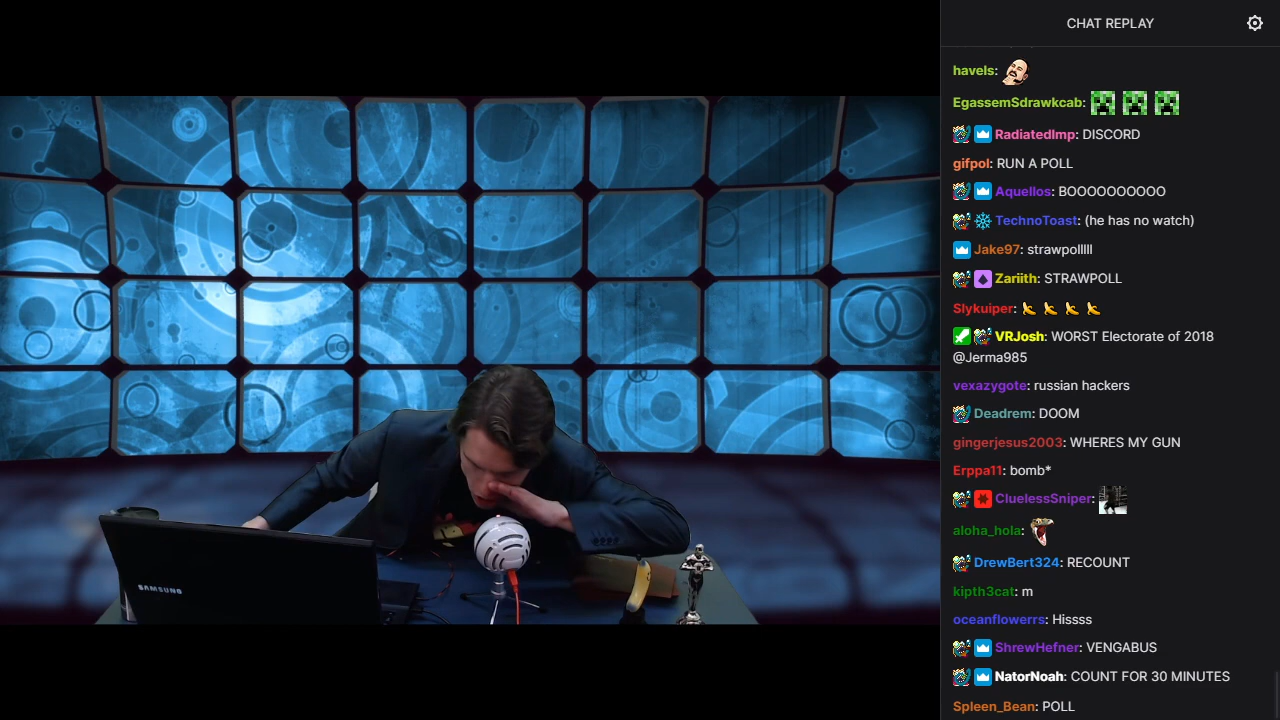 CHAT REPLAY
havels:
EgassemSdrawkcab:
RadiatedImp: DISCORD
gifpol: RUN A POLL
Aquellos: BOOOOOOOOOO
TechnoToast: (he has no watch)
Jake97: strawpolllll
Zariith: STRAWPOLL
Slykuiper:
VRJosh: WORST Electorate of 2018
@Jerma985
vexazygote: russian hackers
Deadrem: DOOM
gingerjesus2003: WHERES MY GUN
Erppa11: bomb*
CluelessSniper:
aloha_hola:
DrewBert324: RECOUNT
kipth3cat: m
oceanflowerrs: Hissss
SAMSUNG
ShrewHefner: VENGABUS
NatorNoah: COUNT FOR 30 MINUTES
Spleen_Bean: POLL